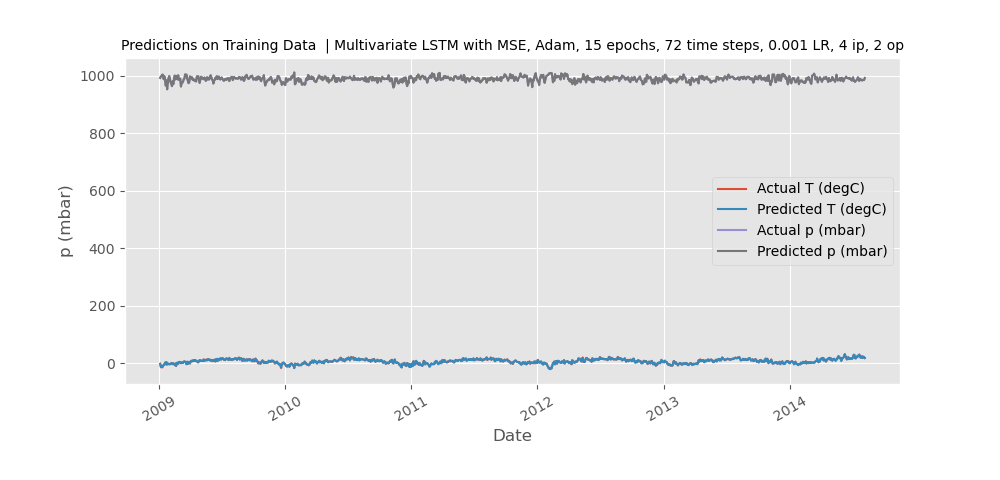 Predictions on Training Data  | Multivariate LSTM with MSE, Adam, 15 epochs, 72 time steps, 0.001 LR, 4 ip, 2 op
1000
800
600
400
200
0
p (mbar)
Actual T (degC)
Predicted T (degC)
Actual p (mbar)
Predicted p (mbar)
2009 2010 2011 2012 2013 2014
Date